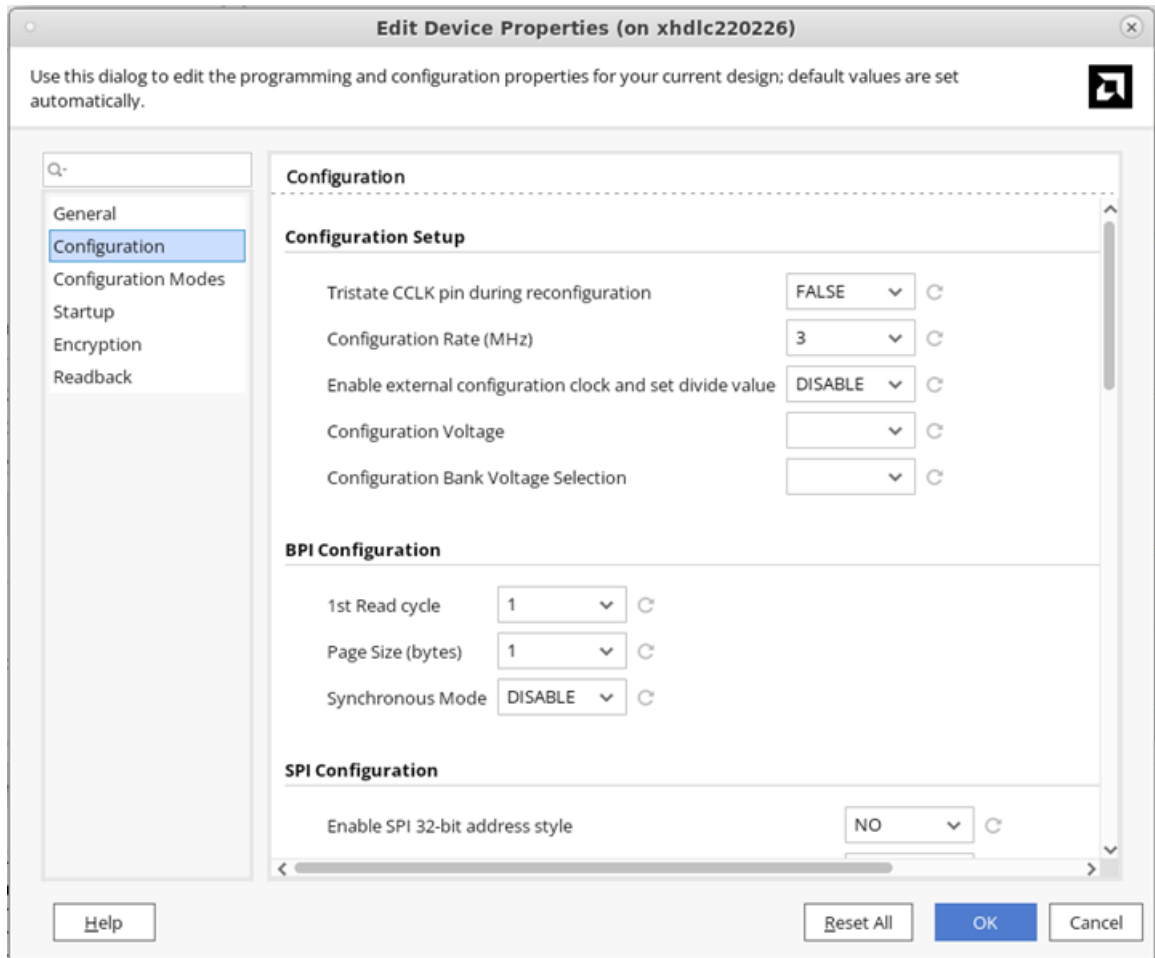 Edit Device Properties (on xhdlc220226)
Use this dialog to edit the programming and configuration properties for your current design; default values are set
automatically.
General
Configuration
Configuration Modes
Startup
Encryption
Readback
Configuration
Configuration Setup
Tristate CCLK pin during reconfiguration FALSE
Configuration Rate (MHz) 3
Enable external configuration clock and set divide value DISABLE
Configuration Voltage
Configuration Bank Voltage Selection
BPI Configuration
1st Read cycle 1
Page Size (bytes) 1
Synchronous Mode DISABLE
SPI Configuration
Enable SPI 32-bit address style NO
Help Reset All OK Cancel